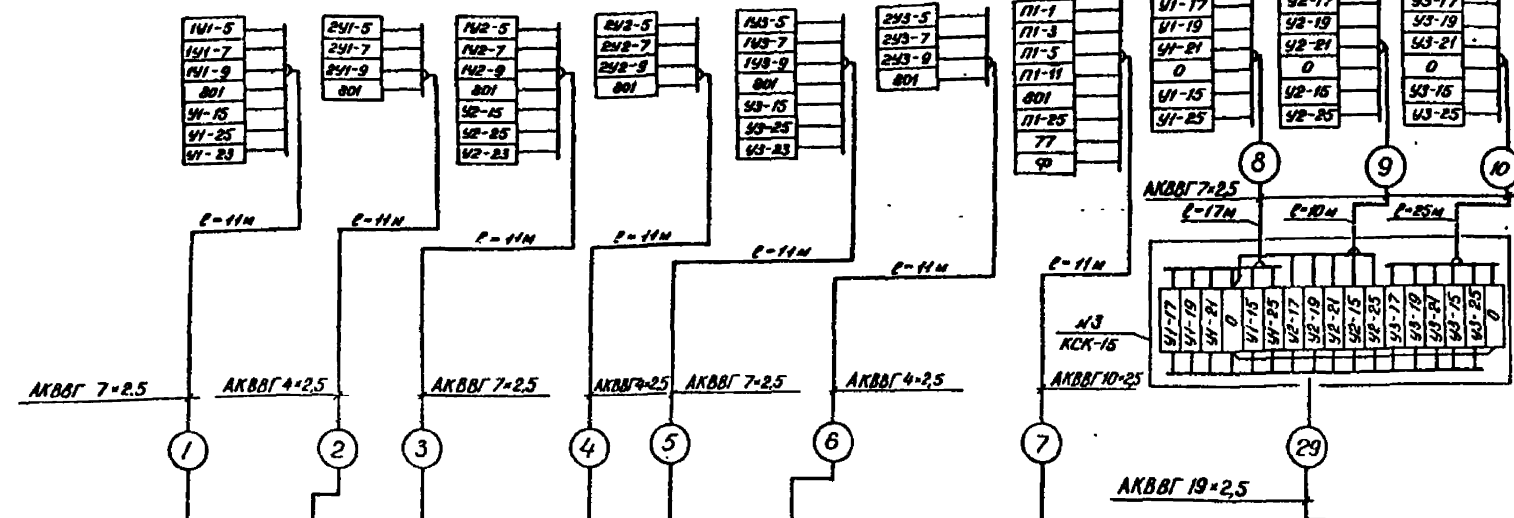 1У1-5
1У1-7
1У1-9
801
У1-15
У1-25
У1-23
2У1-5
2У1-7
2У1-9
801
1У2-5
1У2-7
1У2-9
801
У2-15
У2-25
У2-23
2У2-5
2У2-7
2У2-9
801
1У3-5
1У3-7
1У3-9
801
У3-15
У3-25
У3-23
2У3-5
2У3-7
2У3-9
801
П1-1
П1-3
П1-5
П1-11
801
П1-25
77
Ф
У1-17
У1-19
У1-21
0
У1-15
У1-25
У2-17
У2-19
У2-21
0
У2-15
У2-25
У3-17
У3-19
У3-21
0
У3-15
У3-25
8
9
10
АКВВГ 7×2,5
ℓ=17м
ℓ=10м
ℓ=25м
ℓ=11м
ℓ=11м
ℓ=11м
ℓ=11м
ℓ=11м
ℓ=11м
ℓ=11м
У1-17
У1-19
У1-21
0
У1-15
У1-25
У2-17
У2-19
У2-21
У2-15
У2-25
У3-17
У3-19
У3-21
У3-15
У3-25
0
№3
КСК-15
АКВВГ 7×2.5
АКВВГ 4×2,5
АКВВГ 7×2,5
АКВВГ4×25
АКВВГ 7×2,5
АКВВГ 4×2,5
АКВВГ10×25
1
2
3
4
5
6
7
29
АКВВГ 19×2,5